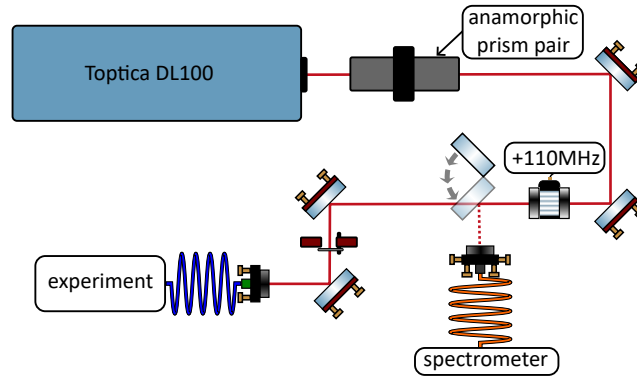 anamorphic
prism pair
Toptica DL100
+110MHz
experiment
spectrometer